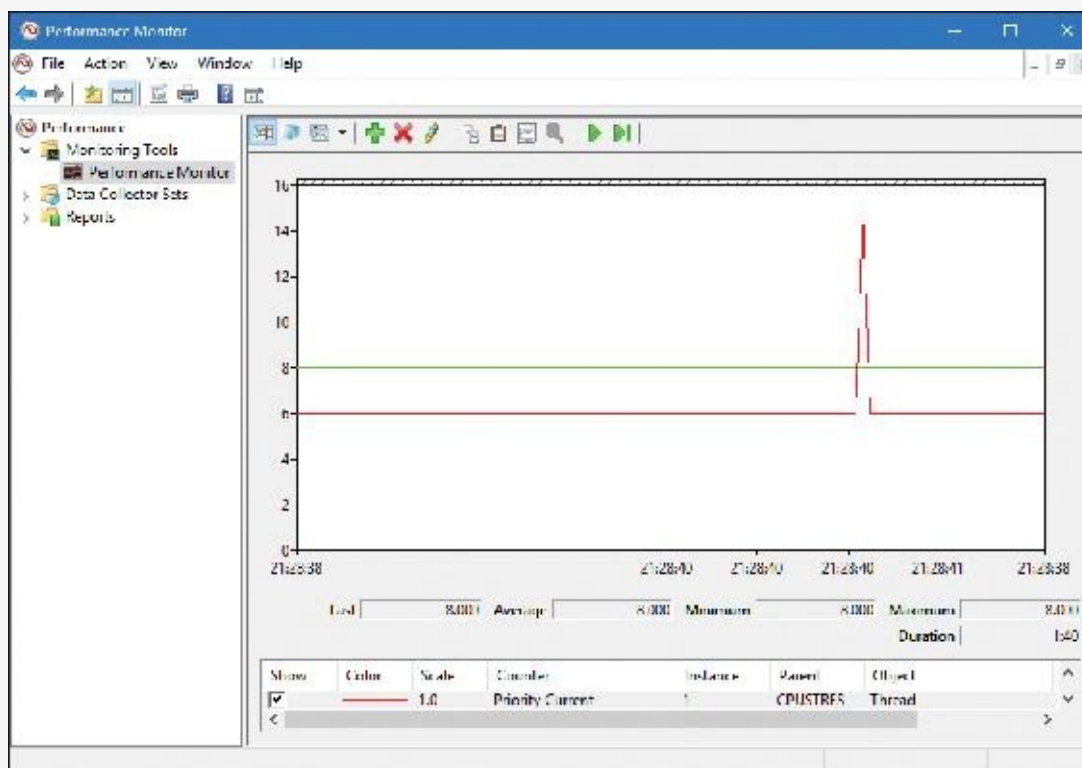 Performance Monitor
File Action View Window Help
Performance
Monitoring Tools
Performance Monitor
Data Collector Sets
Reports
16
14
12
10
8
6
4
2
0
21:28:38 21:28:40 21:28:40 21:28:40 21:28:41 21:28:38
Last 8.000 Average 8.000 Minimum 8.000 Maximum 8.000
Duration 1:40
Show Color Scale Counter Instance Parent Object
1.0 Priority Current 1 CPUSTRES Thread